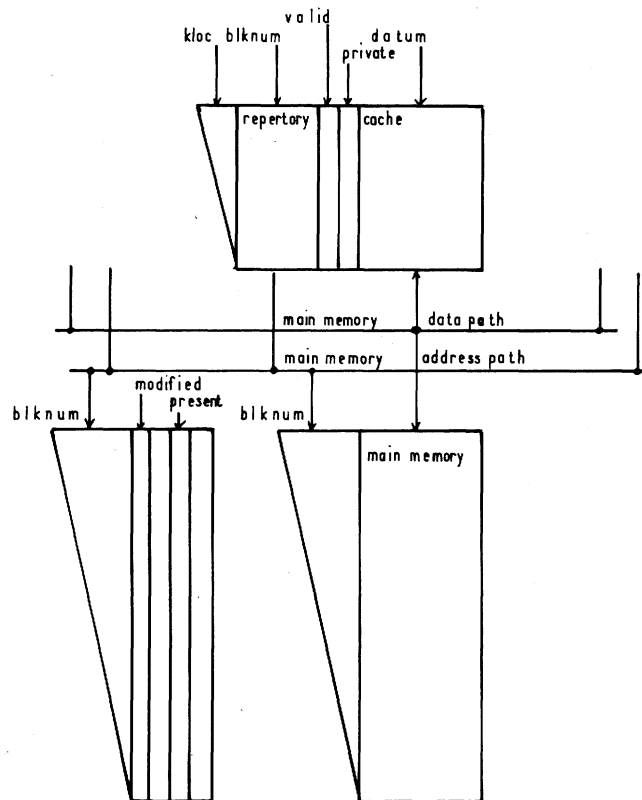 valid
kloc blknum datum
private
repertory cache
main memory data path
main memory address path
modified
present
blknum blknum
main memory